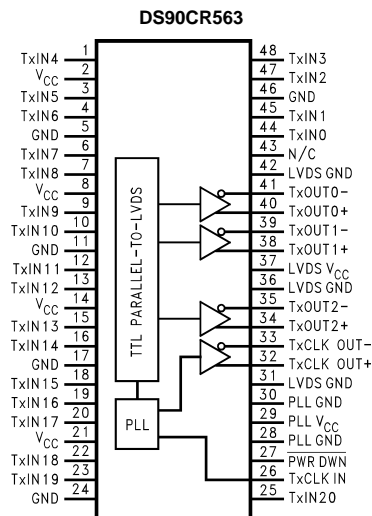 DS90CR563
TxIN4 1
VCC 2
TxIN5 3
TxIN6 4
GND 5
TxIN7 6
TxIN8 7
VCC 8
TxIN9 9
TxIN10 10
GND 11
TxIN11 12
TxIN12 13
VCC 14
TxIN13 15
TxIN14 16
GND 17
TxIN15 18
TxIN16 19
TxIN17 20
VCC 21
TxIN18 22
TxIN19 23
GND 24
TTL PARALLEL-TO-LVDS
PLL
48 TxIN3
47 TxIN2
46 GND
45 TxIN1
44 TxIN0
43 N/C
42 LVDS GND
41 TxOUT0-
40 TxOUT0+
39 TxOUT1-
38 TxOUT1+
37 LVDS VCC
36 LVDS GND
35 TxOUT2-
34 TxOUT2+
33 TxCLK OUT-
32 TxCLK OUT+
31 LVDS GND
30 PLL GND
29 PLL VCC
28 PLL GND
27 PWR DWN
26 TxCLK IN
25 TxIN20